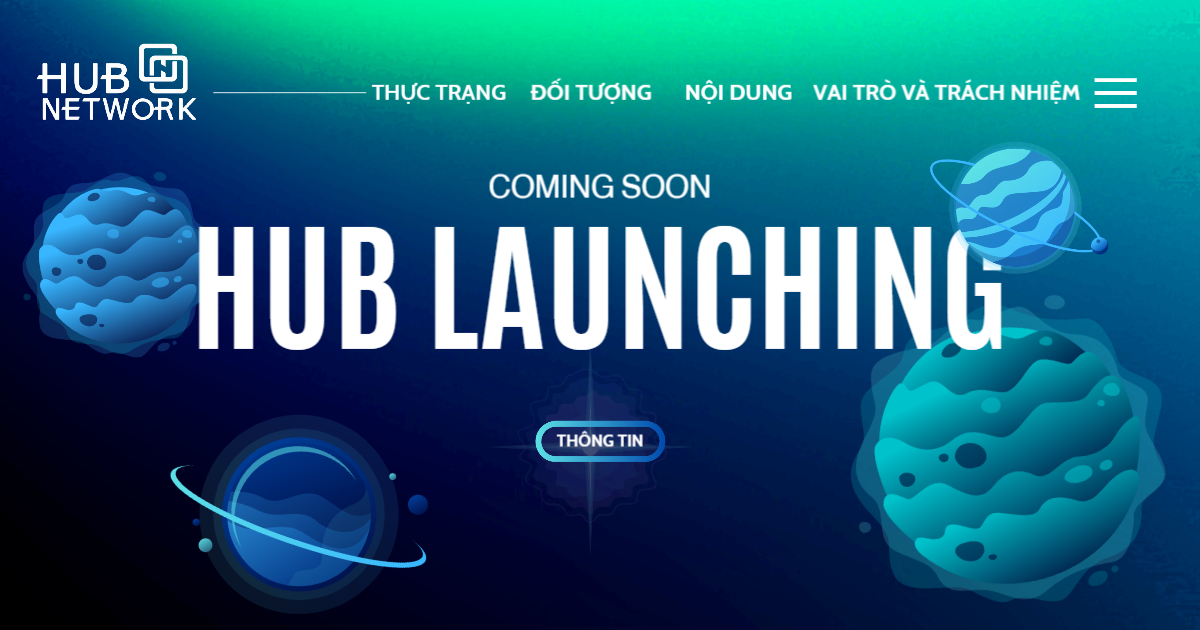 HUB
NETWORK
THỰC TRẠNG ĐỐI TƯỢNG NỘI DUNG VAI TRÒ VÀ TRÁCH NHIỆM
COMING SOON
HUB LAUNCHING
THÔNG TIN